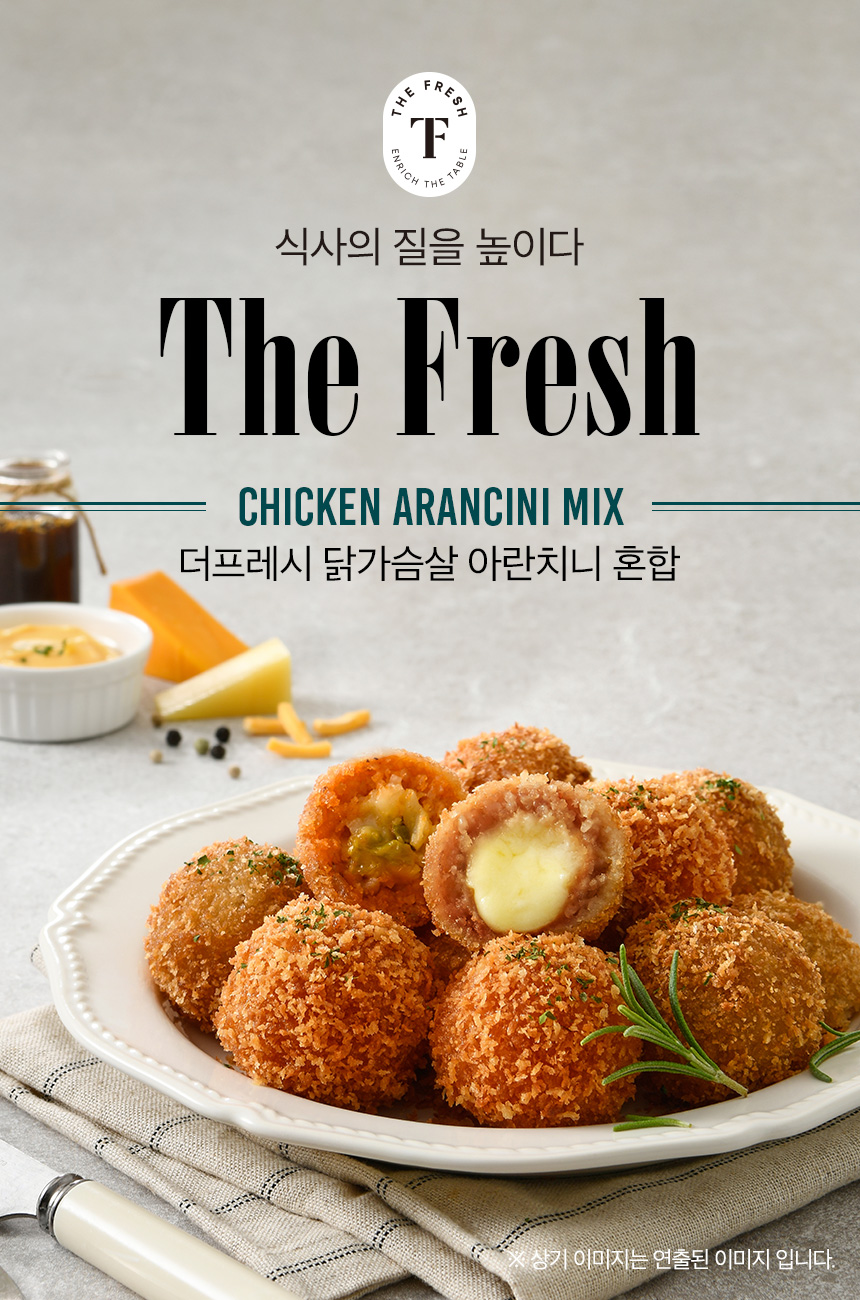 THE FRESH
TF
ENRICH THE TABLE
식사의 질을 높이다
The Fresh
CHICKEN ARANCINI MIX
더프레시 닭가슴살 아란치니 혼합
※ 상기 이미지는 연출된 이미지 입니다.